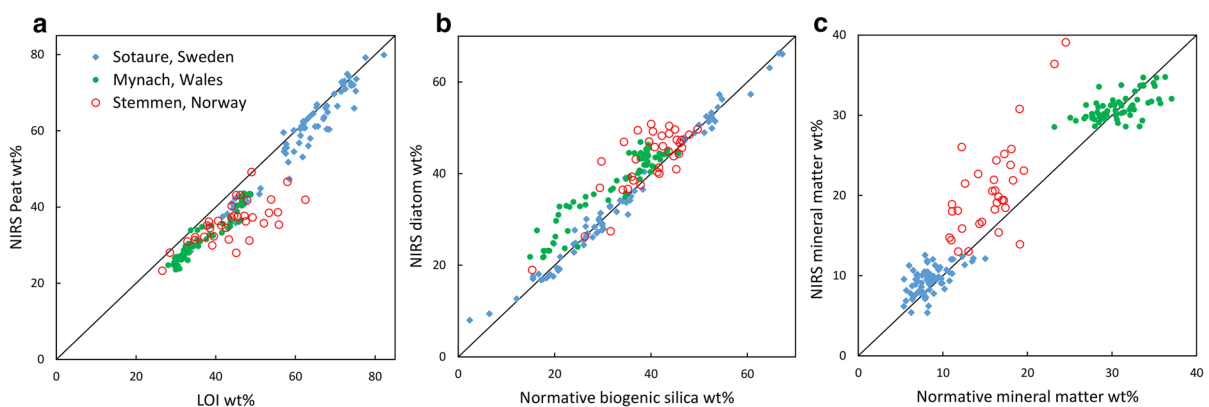 a
NIRS Peat wt%
80
60
40
20
0
Sotaure, Sweden
Mynach, Wales
Stemmen, Norway
0 20 40 60 80
LOI wt%
b
NIRS diatom wt%
60
40
20
0
0 20 40 60
Normative biogenic silica wt%
c
NIRS mineral matter wt%
40
30
20
10
0
0 10 20 30 40
Normative mineral matter wt%